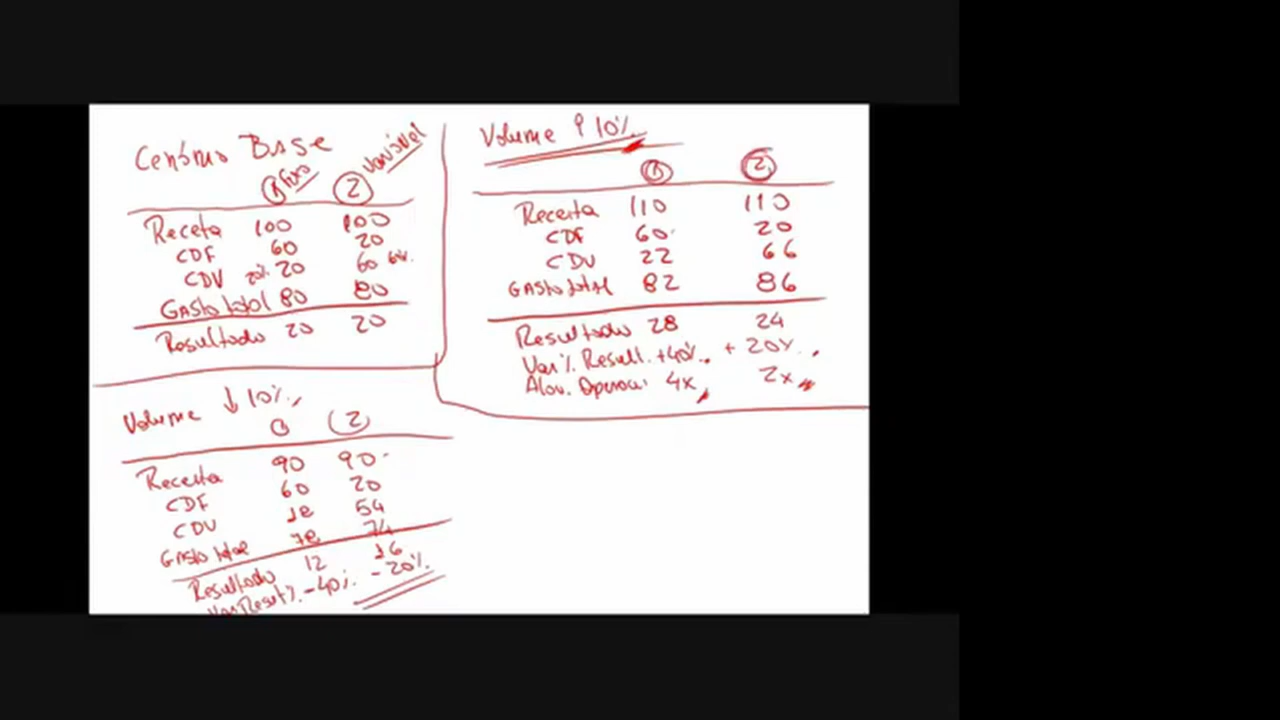 Cenário Base
① fixo ② variável
Receta 100 100
CDF 60 20
CDV 20% 20 60 60%
Gasto total 80 80
Resultado 20 20
Volume ↑ 10%
① ②
Receita 110 110
CDF 60 20
CDV 22 66
Gasto total 82 86
Resultado 28 24
Var% Result. +40% +20%
Alav. Operac. 4x 2x
Volume ↓ 10%
① ②
Receita 90 90
CDF 60 20
CDV 18 54
Gasto total 78 74
Resultado 12 16
Var Result% -40% -20%